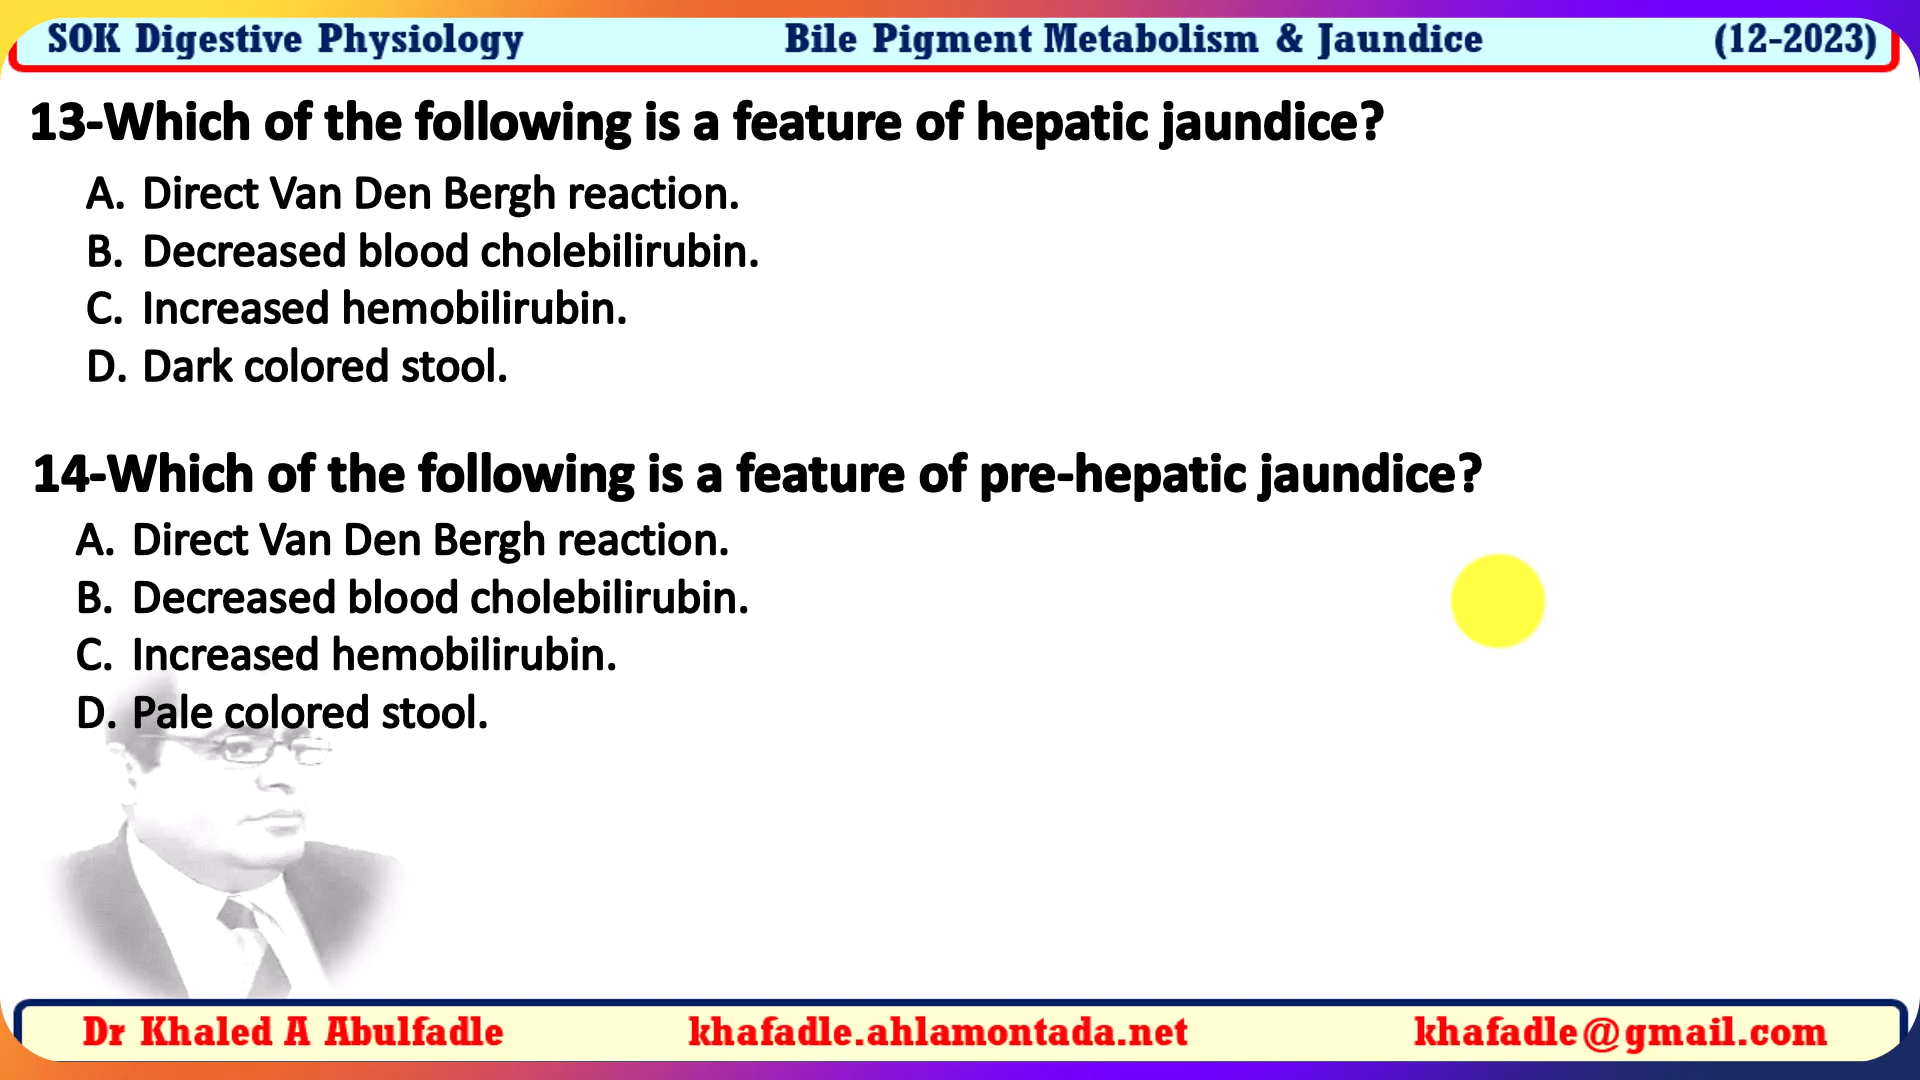 SOK Digestive Physiology Bile Pigment Metabolism & Jaundice (12-2023)
13-Which of the following is a feature of hepatic jaundice?
A. Direct Van Den Bergh reaction.
B. Decreased blood cholebilirubin.
C. Increased hemobilirubin.
D. Dark colored stool.
14-Which of the following is a feature of pre-hepatic jaundice?
A. Direct Van Den Bergh reaction.
B. Decreased blood cholebilirubin.
C. Increased hemobilirubin.
D. Pale colored stool.
Dr Khaled A Abulfadle khafadle.ahlamontada.net khafadle@gmail.com